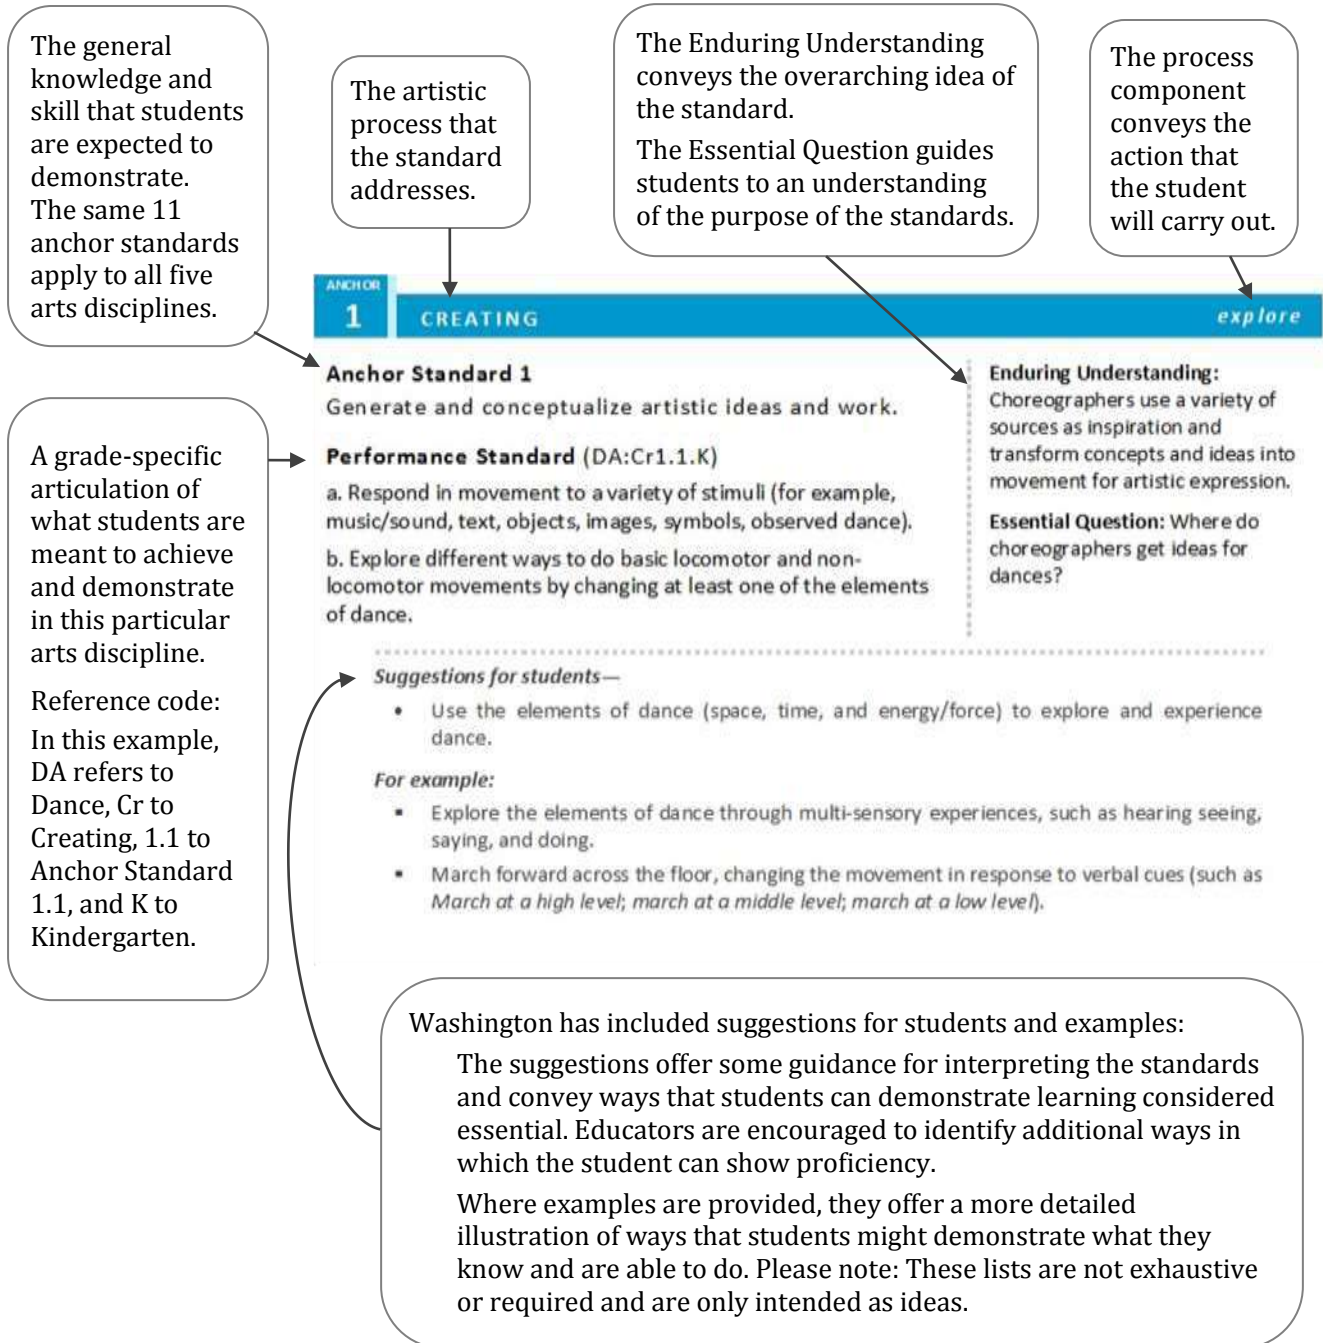 The general
knowledge and
skill that students
are expected to
demonstrate.
The same 11
anchor standards
apply to all five
arts disciplines.
The artistic
process that
the standard
addresses.
The Enduring Understanding
conveys the overarching idea of
the standard.
The Essential Question guides
students to an understanding
of the purpose of the standards.
The process
component
conveys the
action that
the student
will carry out.
ANCHOR
1 CREATING explore
Anchor Standard 1
Generate and conceptualize artistic ideas and work.
Performance Standard (DA:Cr1.1.K)
a. Respond in movement to a variety of stimuli (for example,
music/sound, text, objects, images, symbols, observed dance).
b. Explore different ways to do basic locomotor and non-
locomotor movements by changing at least one of the elements
of dance.
Enduring Understanding:
Choreographers use a variety of
sources as inspiration and
transform concepts and ideas into
movement for artistic expression.
Essential Question: Where do
choreographers get ideas for
dances?
A grade-specific
articulation of
what students are
meant to achieve
and demonstrate
in this particular
arts discipline.
Reference code:
In this example,
DA refers to
Dance, Cr to
Creating, 1.1 to
Anchor Standard
1.1, and K to
Kindergarten.
Suggestions for students—
• Use the elements of dance (space, time, and energy/force) to explore and experience
dance.
For example:
▪ Explore the elements of dance through multi-sensory experiences, such as hearing seeing,
saying, and doing.
▪ March forward across the floor, changing the movement in response to verbal cues (such as
March at a high level; march at a middle level; march at a low level).
Washington has included suggestions for students and examples:
The suggestions offer some guidance for interpreting the standards
and convey ways that students can demonstrate learning considered
essential. Educators are encouraged to identify additional ways in
which the student can show proficiency.
Where examples are provided, they offer a more detailed
illustration of ways that students might demonstrate what they
know and are able to do. Please note: These lists are not exhaustive
or required and are only intended as ideas.